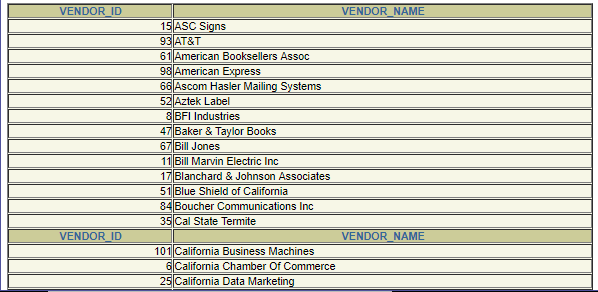 VENDOR_ID VENDOR_NAME
15 ASC Signs
93 AT&T
61 American Booksellers Assoc
98 American Express
66 Ascom Hasler Mailing Systems
52 Aztek Label
8 BFI Industries
47 Baker & Taylor Books
67 Bill Jones
11 Bill Marvin Electric Inc
17 Blanchard & Johnson Associates
51 Blue Shield of California
84 Boucher Communications Inc
35 Cal State Termite
VENDOR_ID VENDOR_NAME
101 California Business Machines
6 California Chamber Of Commerce
25 California Data Marketing